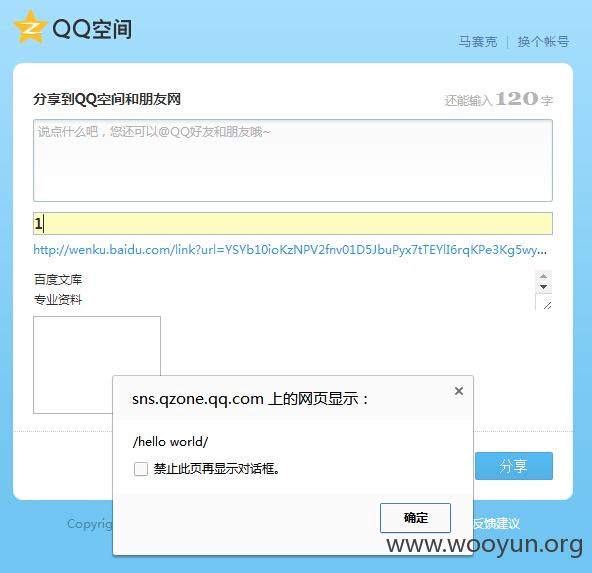 QQ空间
马赛克 | 换个帐号
分享到QQ空间和朋友网 还能输入120字
说点什么吧，您还可以@QQ好友和朋友哦~
1
http://wenku.baidu.com/link?url=YSYb10ioKzNPV2fnv01D5JbuPyx7tTEYlI6rqKPe3Kg5wy...
百度文库
专业资料
sns.qzone.qq.com 上的网页显示：
/hello world/
禁止此页再显示对话框。
分享
确定
Copyrig 反馈建议
www.wooyun.org